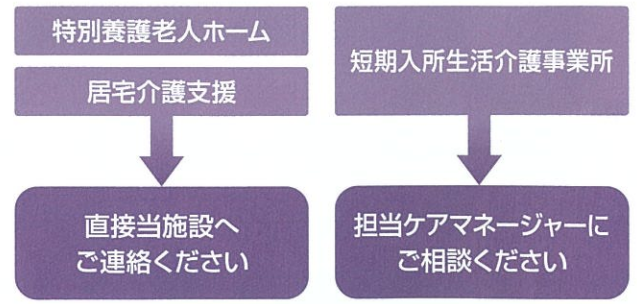 特別養護老人ホーム
居宅介護支援
直接当施設へ
ご連絡ください
短期入所生活介護事業所
担当ケアマネージャーに
ご相談ください